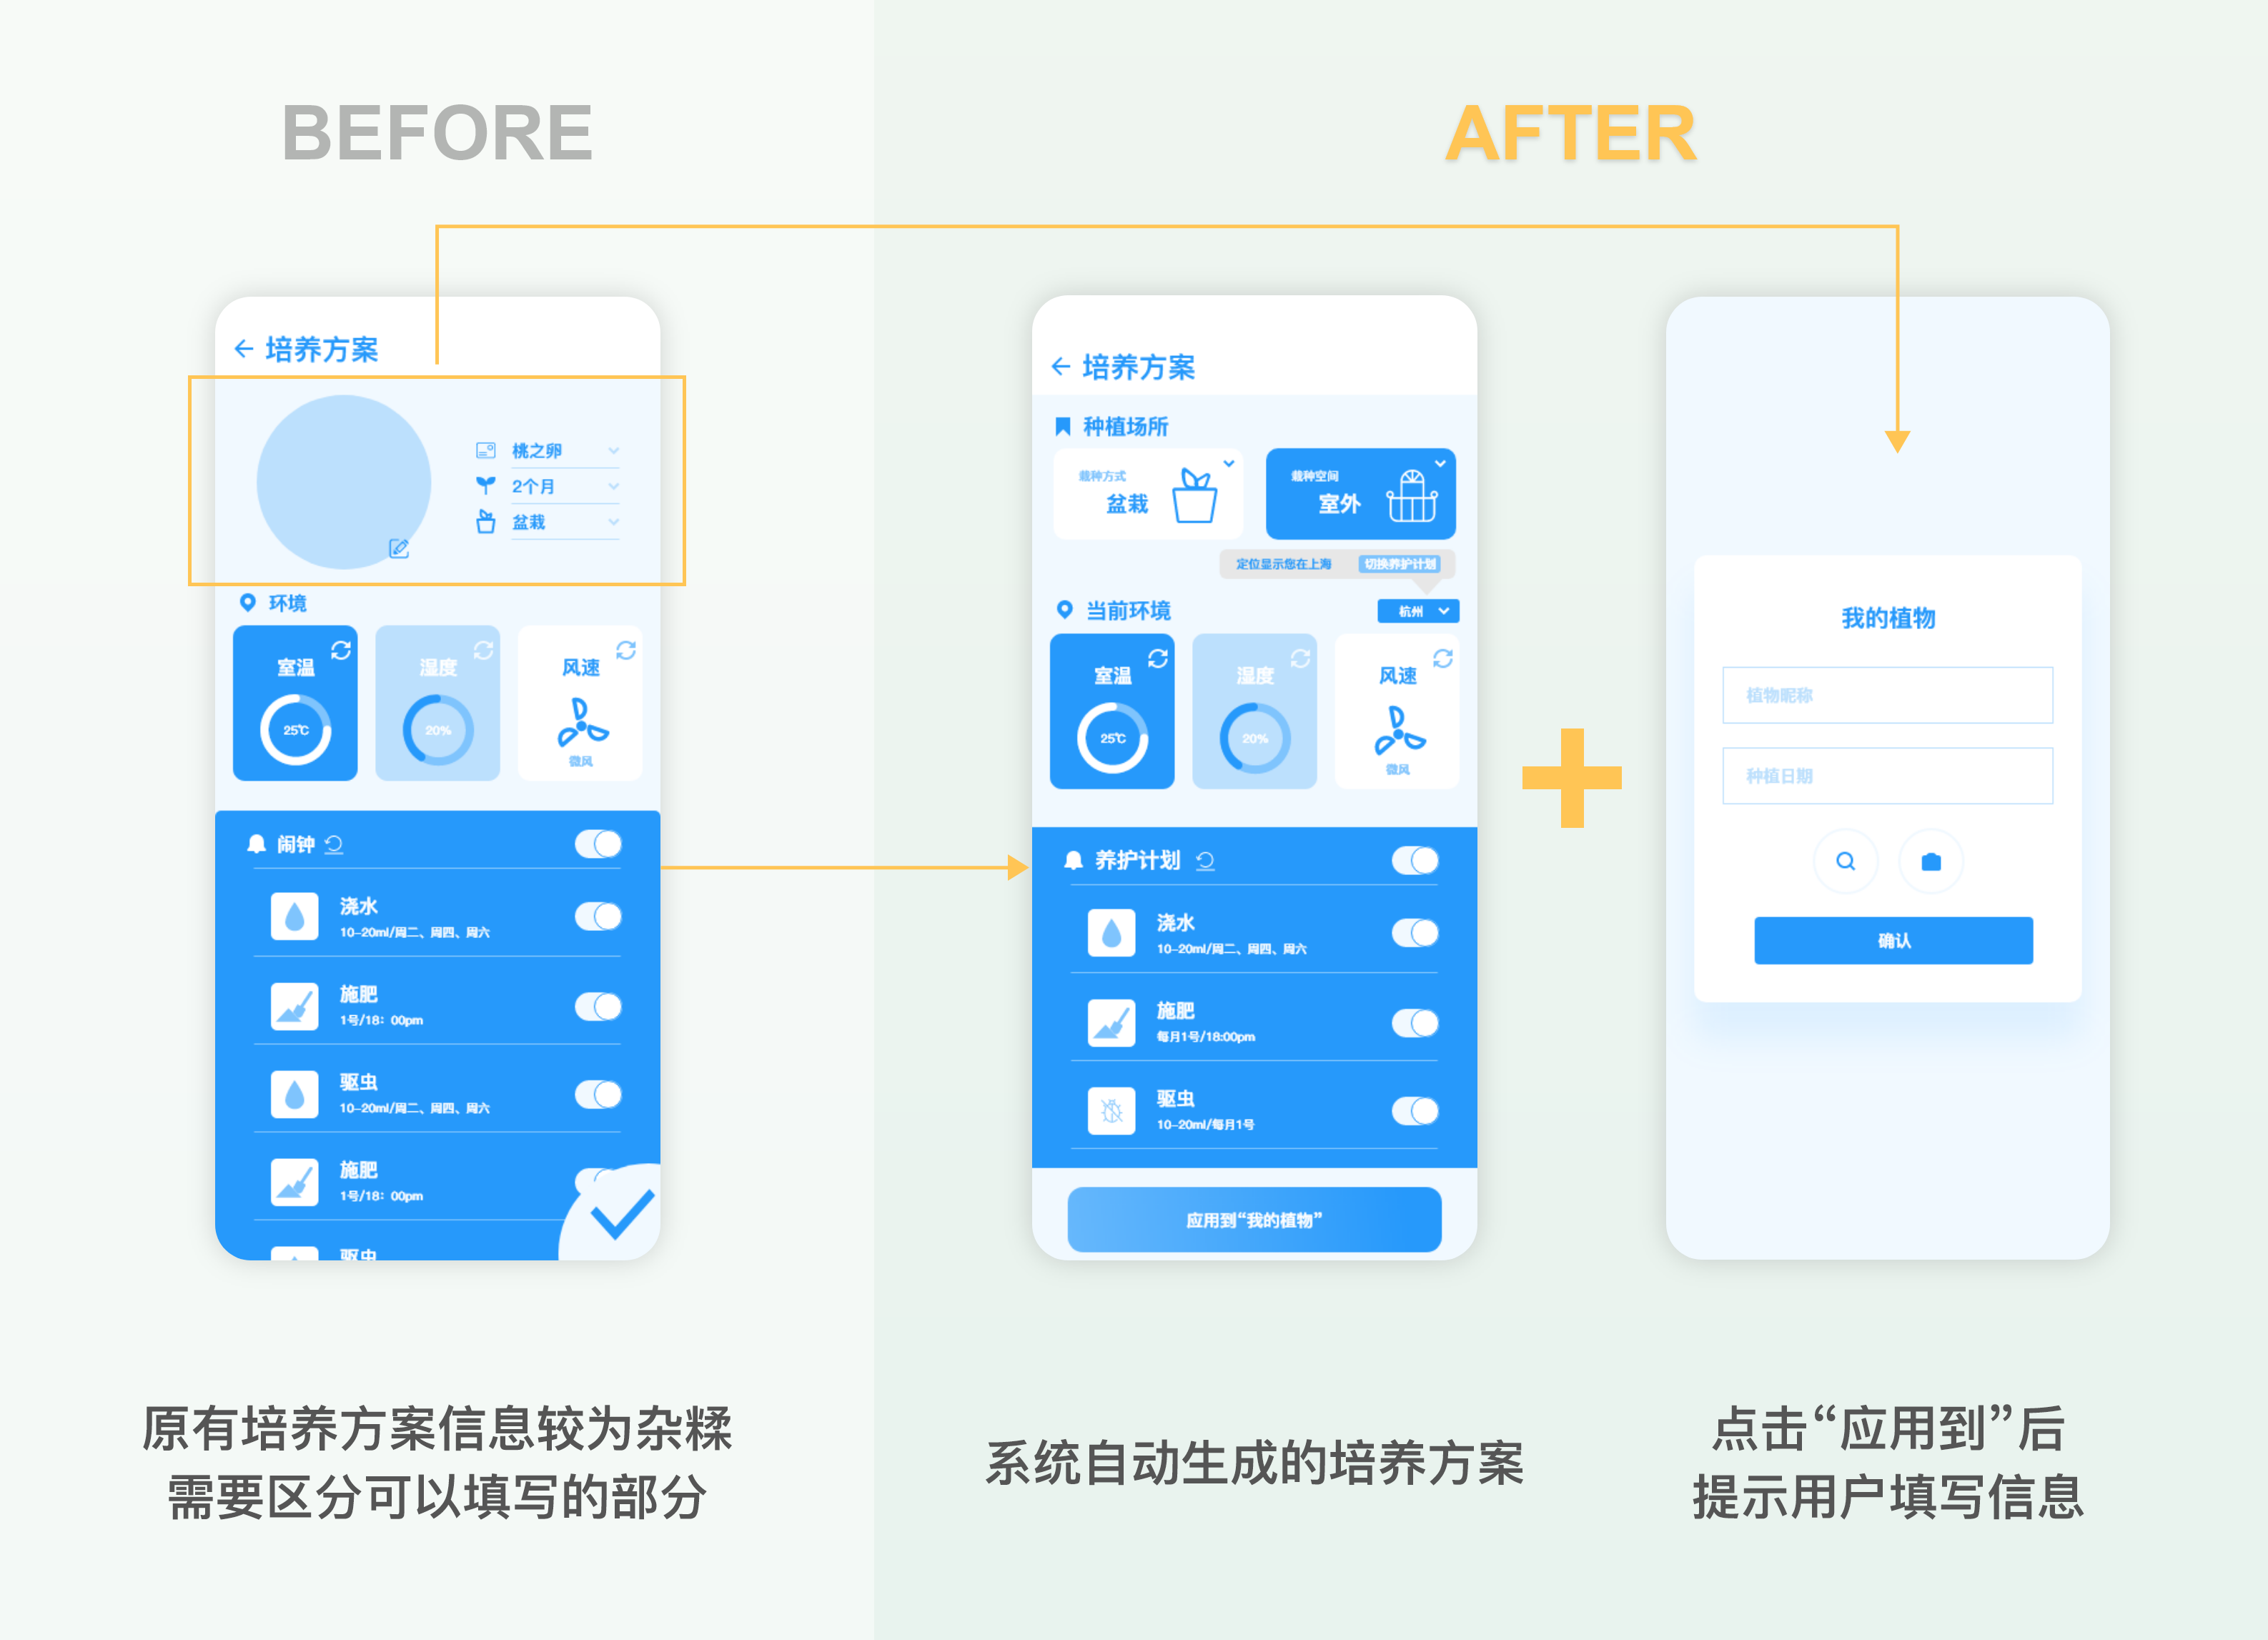 BEFORE
AFTER
培养方案
桃之卵
2个月
盆栽
环境
室温
湿度
风速
25℃
20%
微风
闹钟
浇水
10-20ml/周二、周四、周六
施肥
1号/18：00pm
驱虫
10-20ml/周二、周四、周六
施肥
1号/18：00pm
驱虫
培养方案
种植场所
栽种方式
盆栽
栽种空间
室外
定位显示您在上海
切换养护计划
当前环境
杭州
室温
湿度
风速
25℃
20%
微风
养护计划
浇水
10-20ml/周二、周四、周六
施肥
每月1号/18:00pm
驱虫
10-20ml/每月1号
应用到“我的植物”
我的植物
植物昵称
种植日期
确认
原有培养方案信息较为杂糅
需要区分可以填写的部分
系统自动生成的培养方案
点击“应用到”后
提示用户填写信息